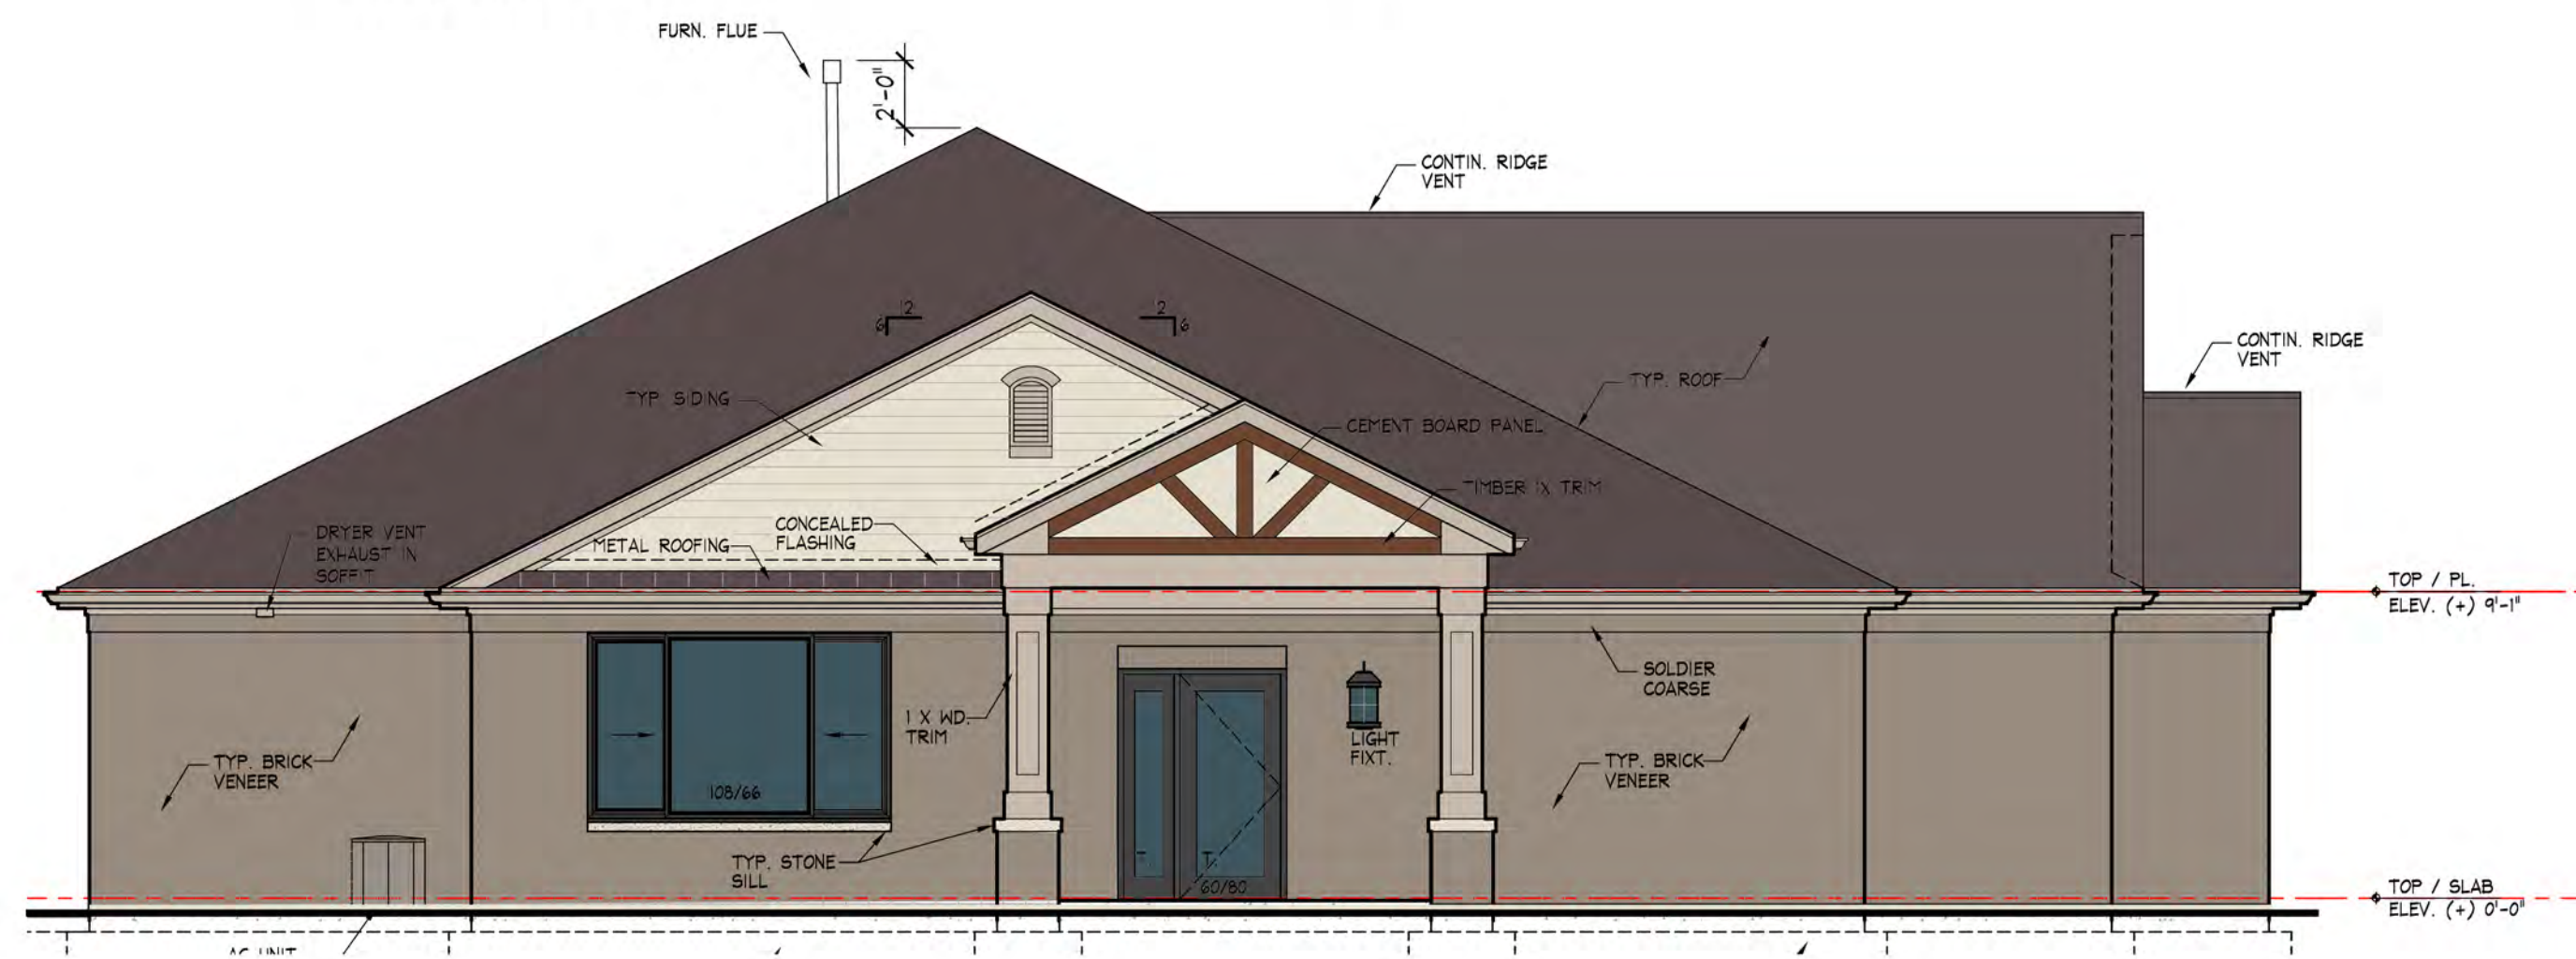 FURN. FLUE
2'-0"
CONTIN. RIDGE
VENT
12
6
12
6
CONTIN. RIDGE
VENT
TYP. SIDING
TYP. ROOF
CEMENT BOARD PANEL
TIMBER 1X TRIM
DRYER VENT
EXHAUST IN
SOFFIT
CONCEALED
FLASHING
METAL ROOFING
TOP / PL.
ELEV. (+) 9'-1"
SOLDIER
COARSE
1 X WD.
TRIM
LIGHT
FIXT.
TYP. BRICK
VENEER
TYP. BRICK
VENEER
108/66
TYP. STONE
SILL
T.
T.
60/80
TOP / SLAB
ELEV. (+) 0'-0"
AC UNIT